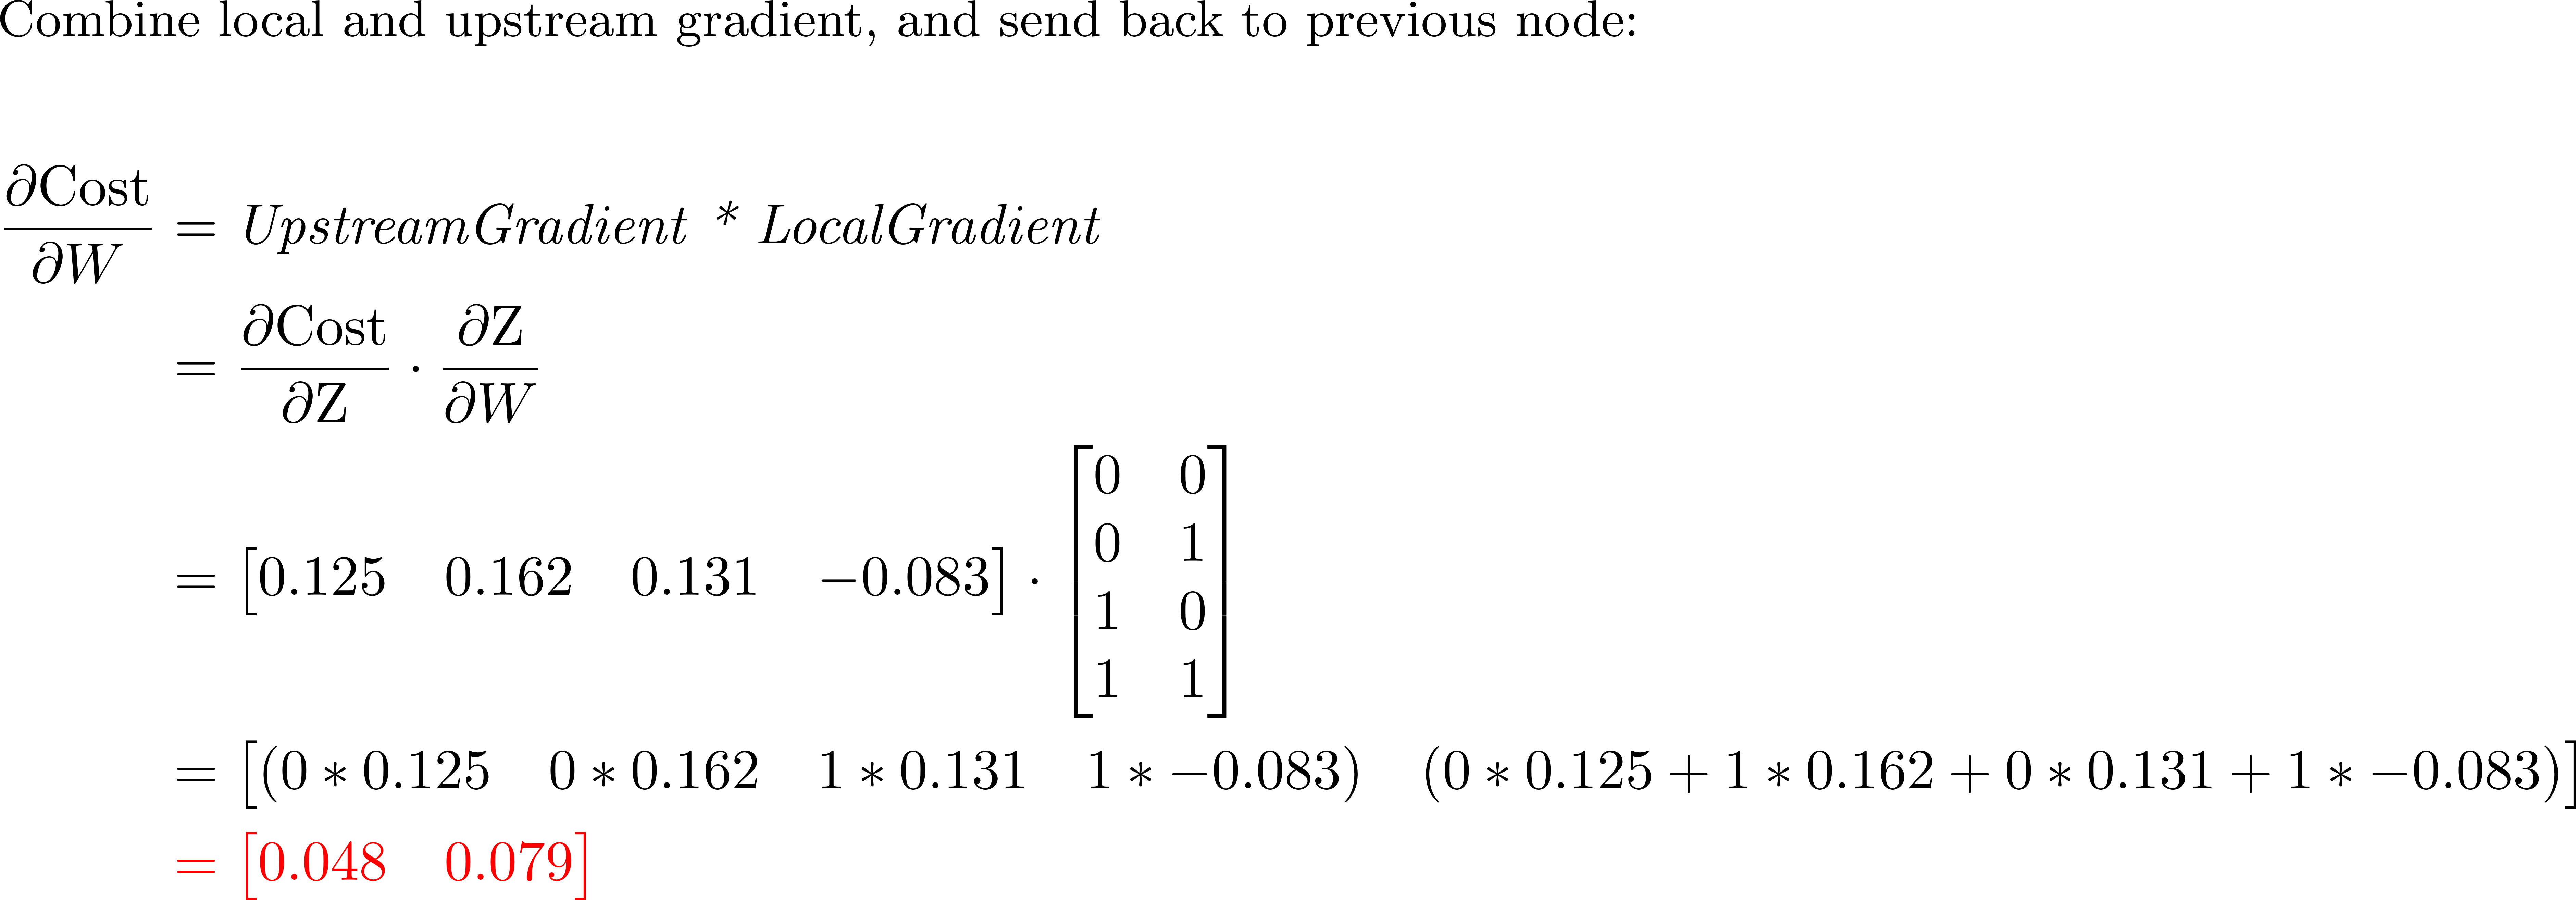 Combine local and upstream gradient, and send back to previous node:
∂Cost/∂W = UpstreamGradient * LocalGradient
= ∂Cost/∂Z · ∂Z/∂W
= [0.125 0.162 0.131 −0.083] · [0 0; 0 1; 1 0; 1 1]
= [(0 ∗ 0.125 0 ∗ 0.162 1 ∗ 0.131 1 ∗ −0.083) (0 ∗ 0.125 + 1 ∗ 0.162 + 0 ∗ 0.131 + 1 ∗ −0.083)]
= [0.048 0.079]